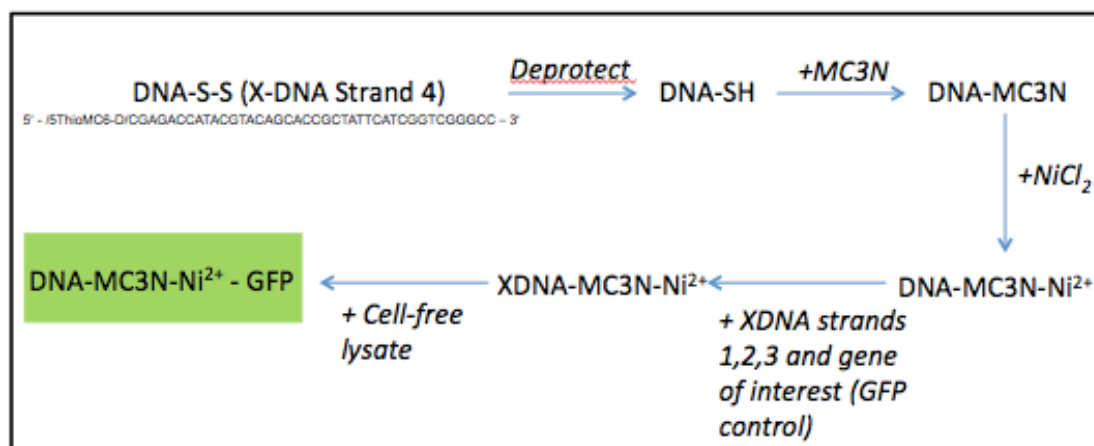 Deprotect
+MC3N
DNA-S-S (X-DNA Strand 4)
DNA-SH
DNA-MC3N
5' - /5ThioMC6-D/CGAGACCATACGTACAGCACCGCTATTCATCGGTCGGGCC – 3'
+NiCl₂
DNA-MC3N-Ni²⁺ - GFP
XDNA-MC3N-Ni²⁺
DNA-MC3N-Ni²⁺
+ Cell-free
lysate
+ XDNA strands
1,2,3 and gene
of interest (GFP
control)